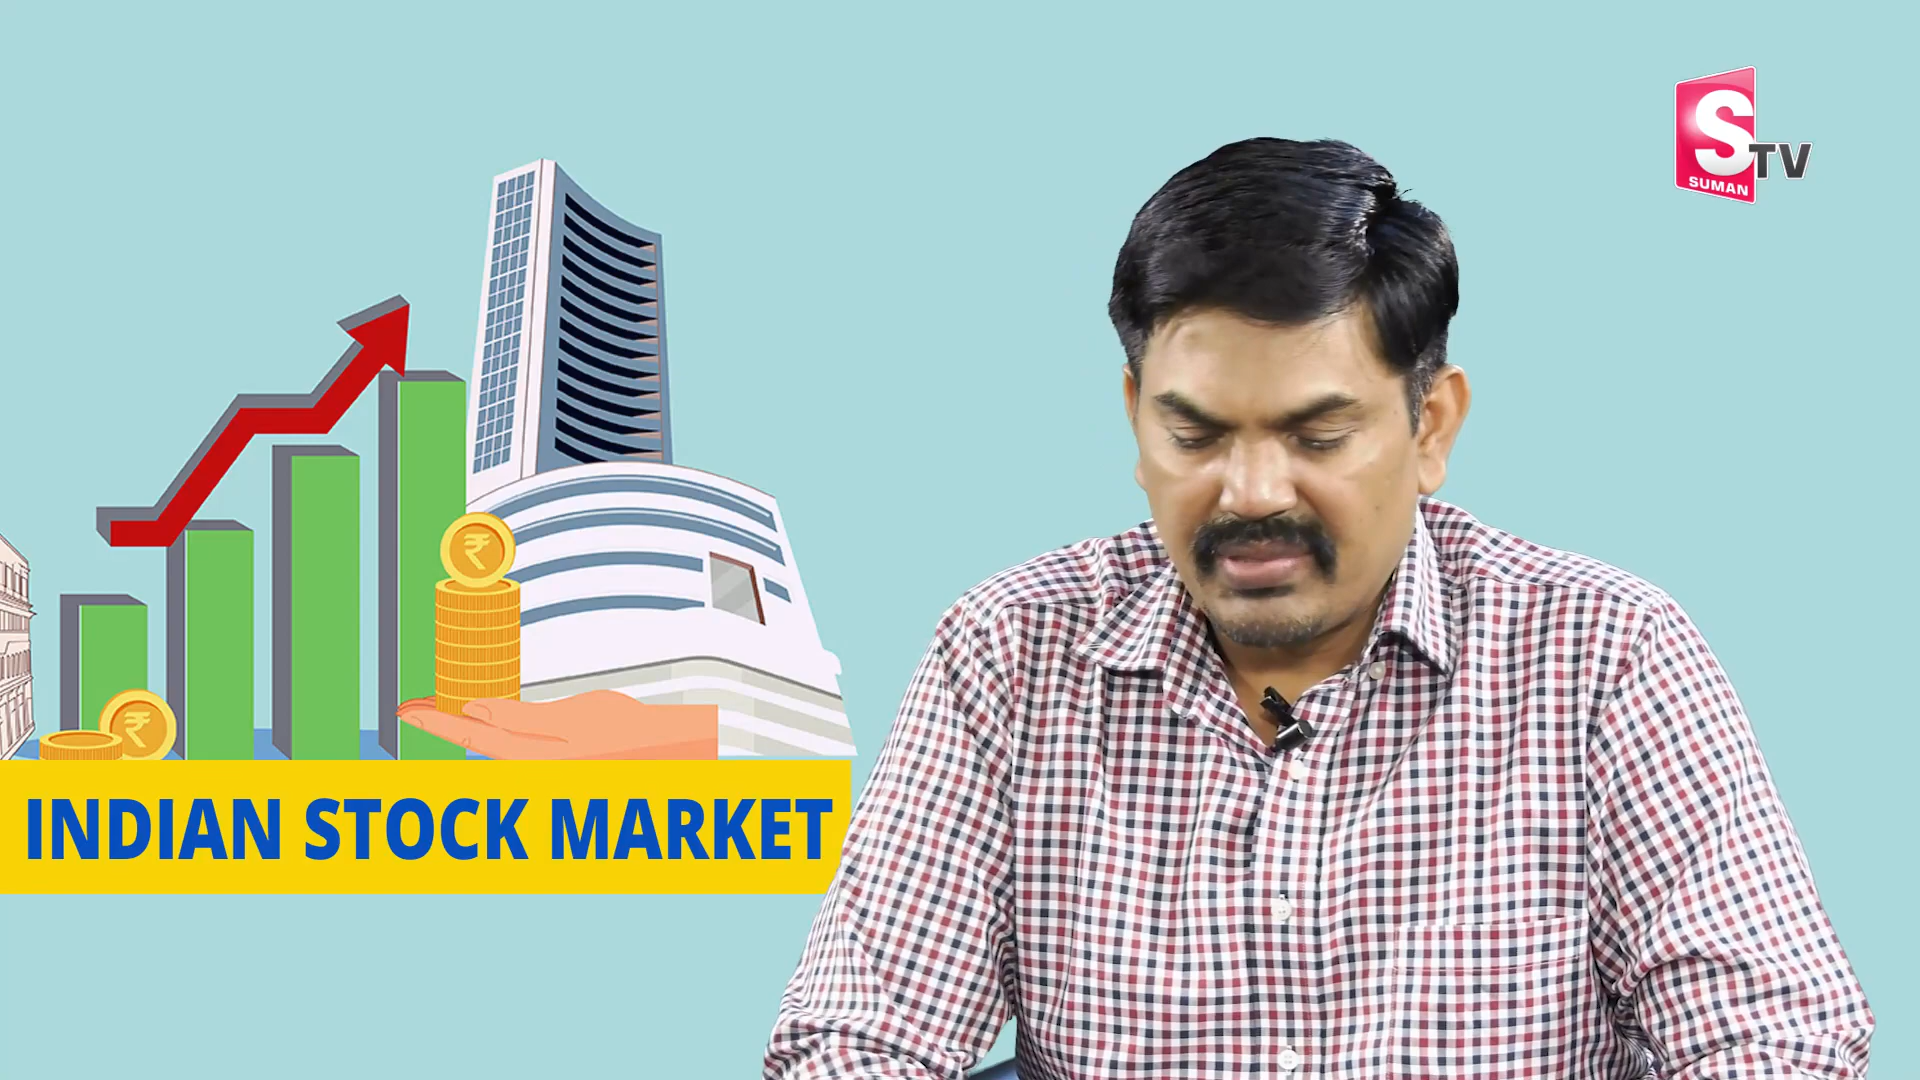 S TV
SUMAN
INDIAN STOCK MARKET
₹
₹